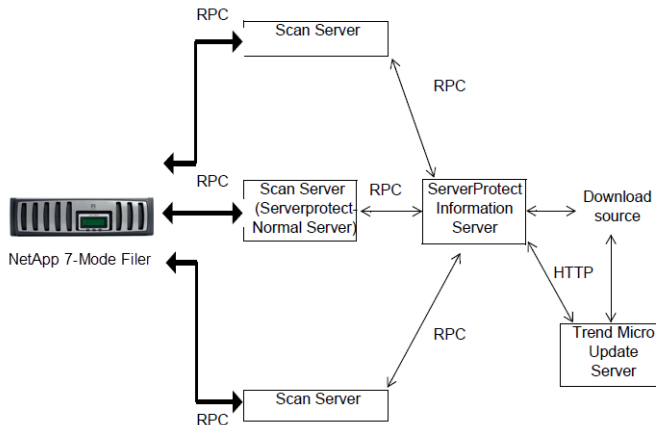 RPC
Scan Server
RPC
RPC
Scan Server
(Serverprotect-
Normal Server)
RPC
ServerProtect
Information
Server
Download
source
NetApp 7-Mode Filer
HTTP
RPC
Trend Micro
Update
Server
Scan Server
RPC